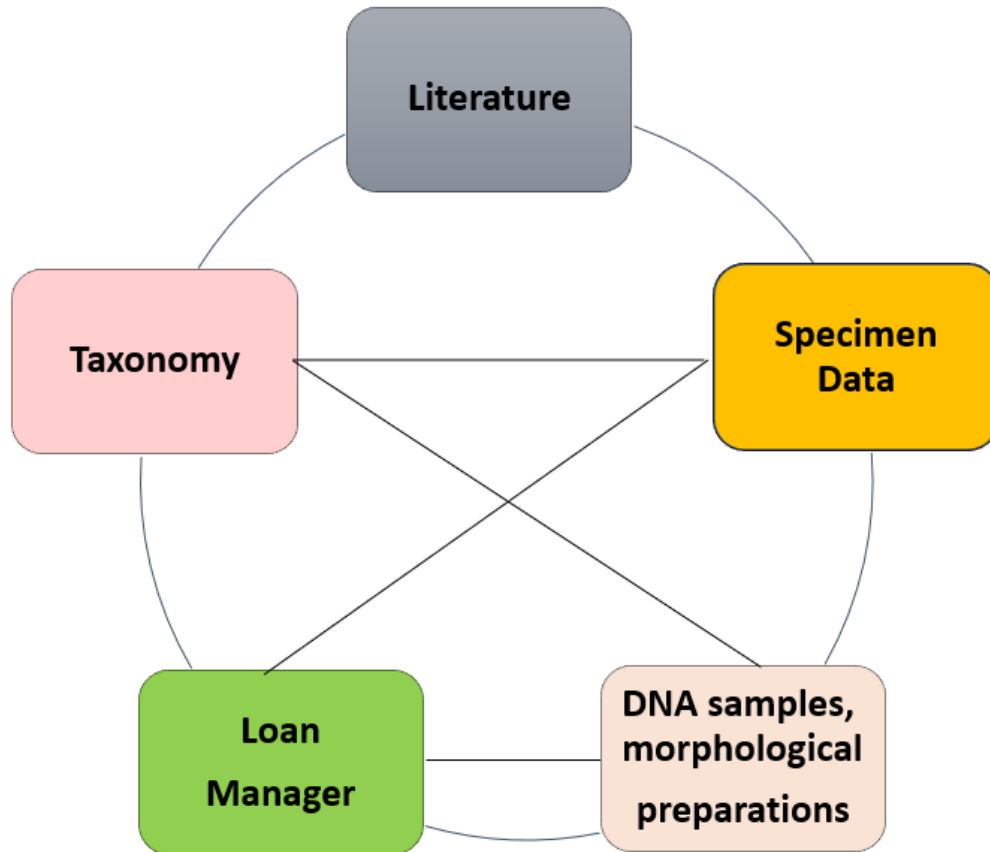 Literature
Taxonomy
Specimen
Data
Loan
Manager
DNA samples,
morphological
preparations